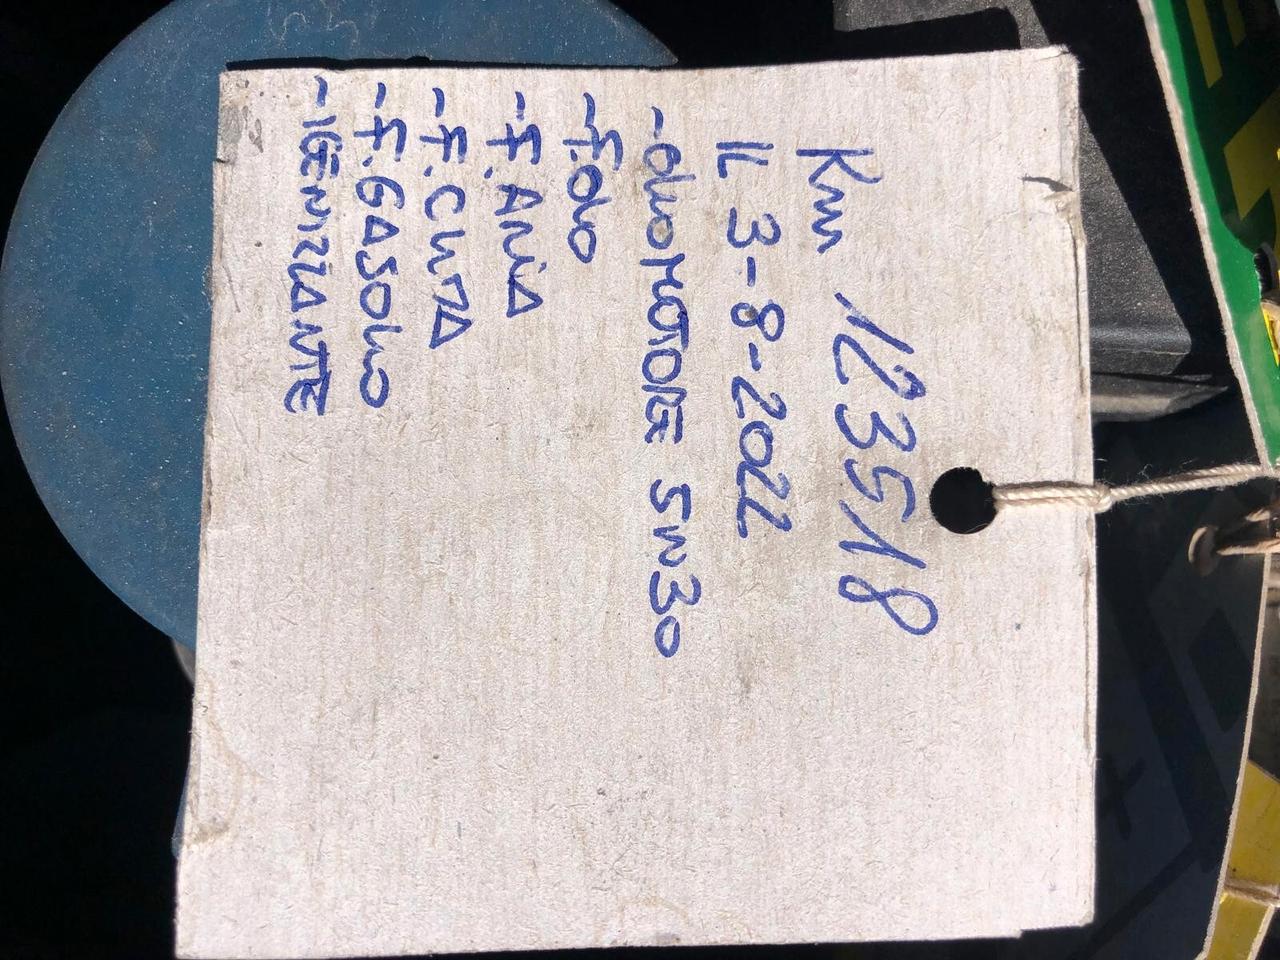 Km 123518
IL 3-8-2022
-OLIO MOTORE 5W30
-F.OLIO
-F.ARIA
-F.CLIMA
-F.GASOLIO
-IGENIZZANTE